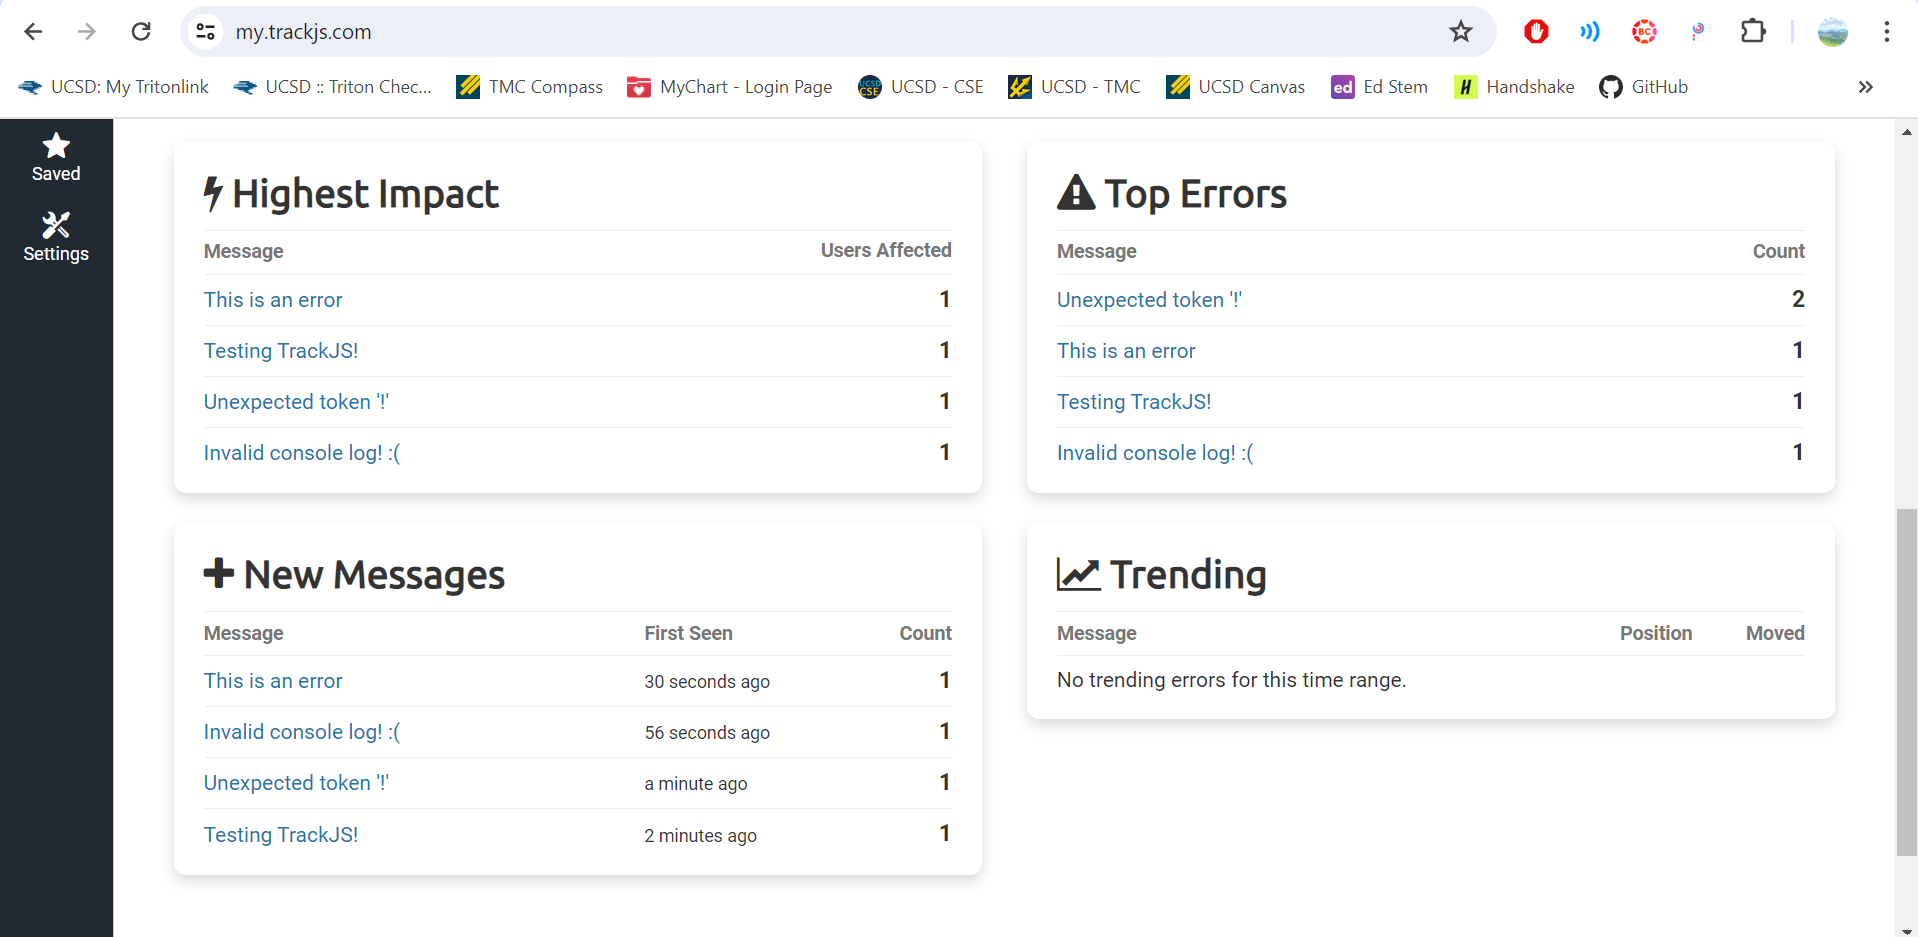 my.trackjs.com
UCSD: My Tritonlink
UCSD :: Triton Chec...
TMC Compass
MyChart - Login Page
UCSD - CSE
UCSD - TMC
UCSD Canvas
ed Ed Stem
Handshake
GitHub
Saved
Settings
Highest Impact
Message Users Affected
This is an error 1
Testing TrackJS! 1
Unexpected token '!' 1
Invalid console log! :( 1
Top Errors
Message Count
Unexpected token '!' 2
This is an error 1
Testing TrackJS! 1
Invalid console log! :( 1
New Messages
Message First Seen Count
This is an error 30 seconds ago 1
Invalid console log! :( 56 seconds ago 1
Unexpected token '!' a minute ago 1
Testing TrackJS! 2 minutes ago 1
Trending
Message Position Moved
No trending errors for this time range.